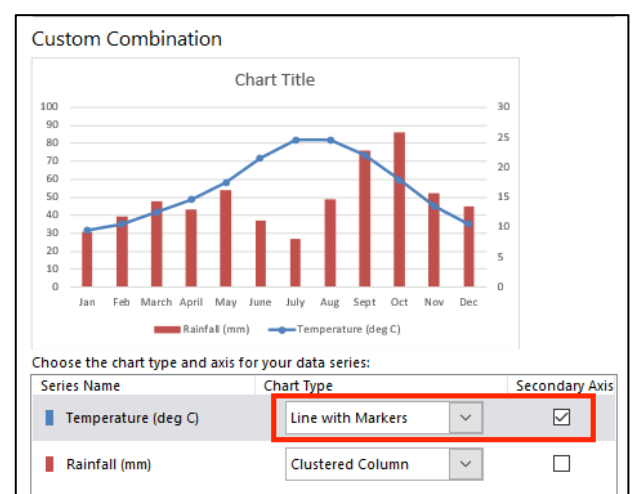 Custom Combination
Chart Title
100 30
90
80 25
70 20
60
50 15
40
30 10
20 5
10
0 0
Jan Feb March April May June July Aug Sept Oct Nov Dec
Rainfall (mm) Temperature (deg C)
Choose the chart type and axis for your data series:
Series Name Chart Type Secondary Axis
Temperature (deg C) Line with Markers
Rainfall (mm) Clustered Column